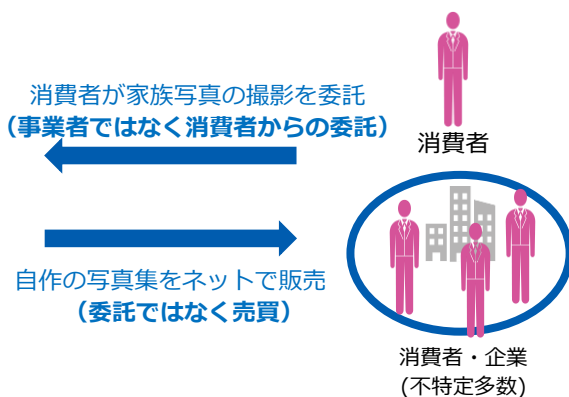 消費者が家族写真の撮影を委託
（事業者ではなく消費者からの委託）
消費者
自作の写真集をネットで販売
（委託ではなく売買）
消費者・企業
(不特定多数)